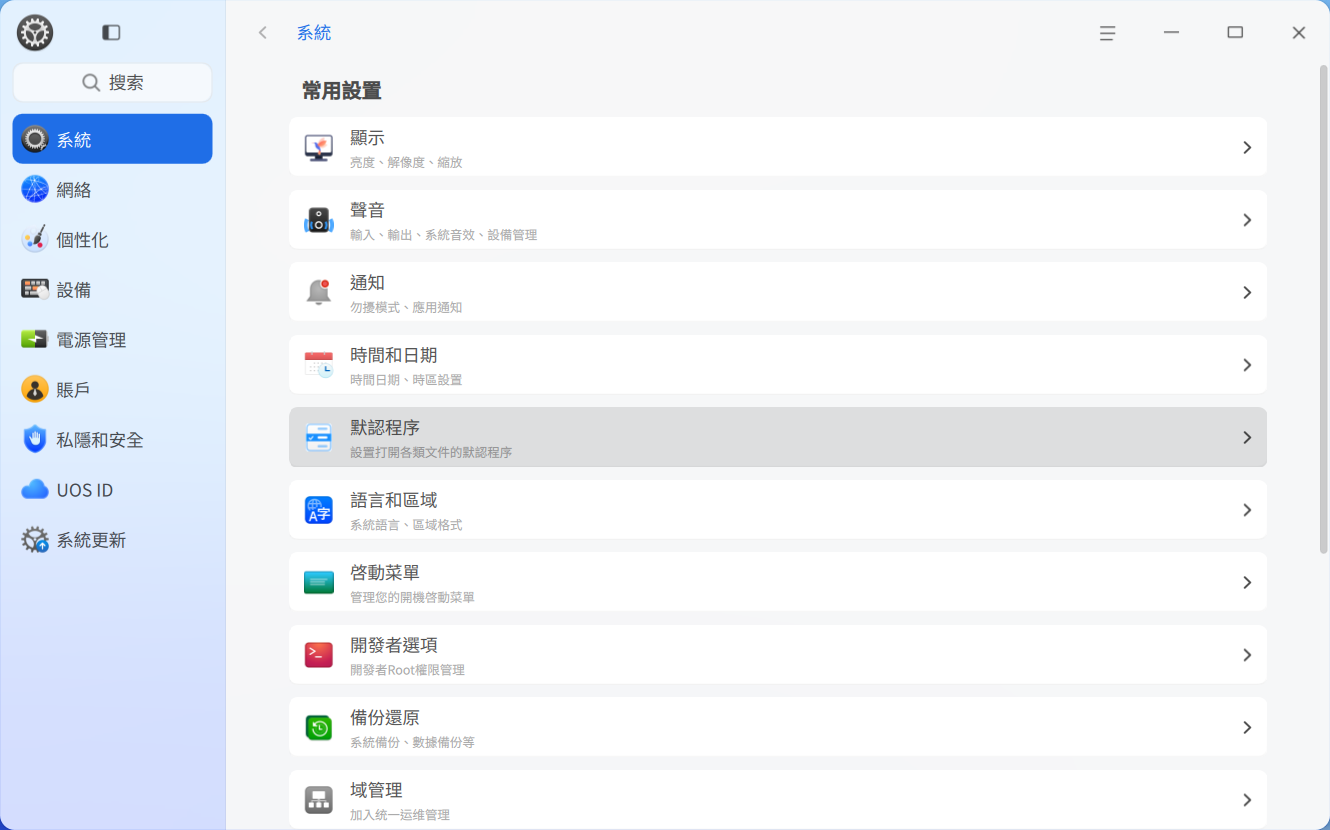 系統
搜索
系統
網絡
個性化
設備
電源管理
賬戶
私隱和安全
UOS ID
系統更新
常用設置
顯示
亮度、解像度、縮放
聲音
輸入、輸出、系統音效、設備管理
通知
勿擾模式、應用通知
時間和日期
時間日期、時區設置
默認程序
設置打開各類文件的默認程序
語言和區域
系統語言、區域格式
A字
啓動菜單
管理您的開機啓動菜單
開發者選項
開發者Root權限管理
備份還原
系統備份、數據備份等
域管理
加入统一运维管理